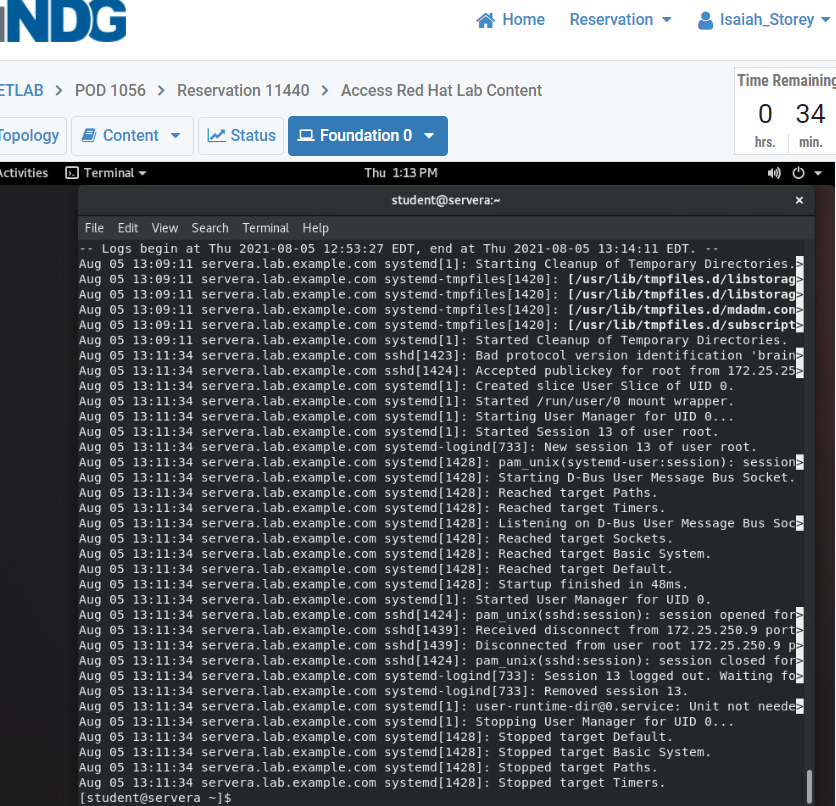 NDG
Home
Reservation
Isaiah_Storey
ETLAB > POD 1056 > Reservation 11440 > Access Red Hat Lab Content
Time Remaining
0 34
hrs. min.
Topology
Content
Status
Foundation 0
Activities
Terminal
Thu 1:13 PM
student@servera:~
×
File Edit View Search Terminal Help
-- Logs begin at Thu 2021-08-05 12:53:27 EDT, end at Thu 2021-08-05 13:14:11 EDT. --
Aug 05 13:09:11 servera.lab.example.com systemd[1]: Starting Cleanup of Temporary Directories.>
Aug 05 13:09:11 servera.lab.example.com systemd-tmpfiles[1420]: [/usr/lib/tmpfiles.d/libstorag>
Aug 05 13:09:11 servera.lab.example.com systemd-tmpfiles[1420]: [/usr/lib/tmpfiles.d/libstorag>
Aug 05 13:09:11 servera.lab.example.com systemd-tmpfiles[1420]: [/usr/lib/tmpfiles.d/mdadm.con>
Aug 05 13:09:11 servera.lab.example.com systemd-tmpfiles[1420]: [/usr/lib/tmpfiles.d/subscript>
Aug 05 13:09:11 servera.lab.example.com systemd[1]: Started Cleanup of Temporary Directories.
Aug 05 13:11:34 servera.lab.example.com sshd[1423]: Bad protocol version identification 'brain>
Aug 05 13:11:34 servera.lab.example.com sshd[1424]: Accepted publickey for root from 172.25.25>
Aug 05 13:11:34 servera.lab.example.com systemd[1]: Created slice User Slice of UID 0.
Aug 05 13:11:34 servera.lab.example.com systemd[1]: Started /run/user/0 mount wrapper.
Aug 05 13:11:34 servera.lab.example.com systemd[1]: Starting User Manager for UID 0...
Aug 05 13:11:34 servera.lab.example.com systemd[1]: Started Session 13 of user root.
Aug 05 13:11:34 servera.lab.example.com systemd-logind[733]: New session 13 of user root.
Aug 05 13:11:34 servera.lab.example.com systemd[1428]: pam_unix(systemd-user:session): session>
Aug 05 13:11:34 servera.lab.example.com systemd[1428]: Starting D-Bus User Message Bus Socket.
Aug 05 13:11:34 servera.lab.example.com systemd[1428]: Reached target Paths.
Aug 05 13:11:34 servera.lab.example.com systemd[1428]: Reached target Timers.
Aug 05 13:11:34 servera.lab.example.com systemd[1428]: Listening on D-Bus User Message Bus Soc>
Aug 05 13:11:34 servera.lab.example.com systemd[1428]: Reached target Sockets.
Aug 05 13:11:34 servera.lab.example.com systemd[1428]: Reached target Basic System.
Aug 05 13:11:34 servera.lab.example.com systemd[1428]: Reached target Default.
Aug 05 13:11:34 servera.lab.example.com systemd[1428]: Startup finished in 48ms.
Aug 05 13:11:34 servera.lab.example.com systemd[1]: Started User Manager for UID 0.
Aug 05 13:11:34 servera.lab.example.com sshd[1424]: pam_unix(sshd:session): session opened for>
Aug 05 13:11:34 servera.lab.example.com sshd[1439]: Received disconnect from 172.25.250.9 port>
Aug 05 13:11:34 servera.lab.example.com sshd[1439]: Disconnected from user root 172.25.250.9 p>
Aug 05 13:11:34 servera.lab.example.com sshd[1424]: pam_unix(sshd:session): session closed for>
Aug 05 13:11:34 servera.lab.example.com systemd-logind[733]: Session 13 logged out. Waiting fo>
Aug 05 13:11:34 servera.lab.example.com systemd-logind[733]: Removed session 13.
Aug 05 13:11:34 servera.lab.example.com systemd[1]: user-runtime-dir@0.service: Unit not neede>
Aug 05 13:11:34 servera.lab.example.com systemd[1]: Stopping User Manager for UID 0...
Aug 05 13:11:34 servera.lab.example.com systemd[1428]: Stopped target Default.
Aug 05 13:11:34 servera.lab.example.com systemd[1428]: Stopped target Basic System.
Aug 05 13:11:34 servera.lab.example.com systemd[1428]: Stopped target Paths.
Aug 05 13:11:34 servera.lab.example.com systemd[1428]: Stopped target Timers.
[student@servera ~]$